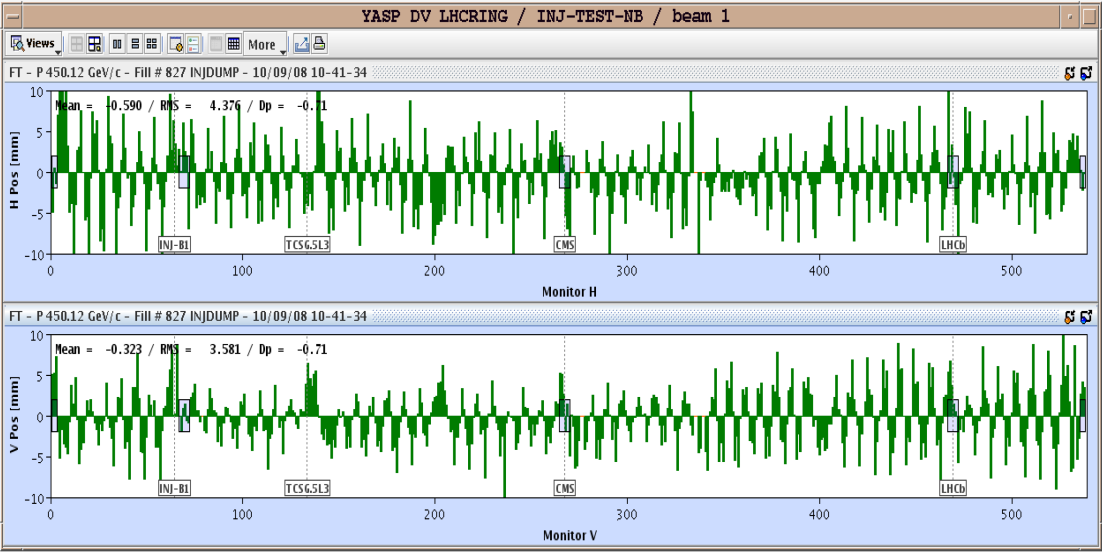 YASP DV LHCRING / INJ-TEST-NB / beam 1
Views More
FT - P 450.12 GeV/c - Fill # 827 INJDUMP - 10/09/08 10-41-34
Mean = -0.590 / RMS = 4.376 / Dp = -0.71
H Pos [mm]
10
5
0
-5
-10
INJ-B1 TCSG.5L3 CMS LHCb
0 100 200 300 400 500
Monitor H
FT - P 450.12 GeV/c - Fill # 827 INJDUMP - 10/09/08 10-41-34
Mean = -0.323 / RMS = 3.581 / Dp = -0.71
V Pos [mm]
10
5
0
-5
-10
INJ-B1 TCSG.5L3 CMS LHCb
0 100 200 300 400 500
Monitor V